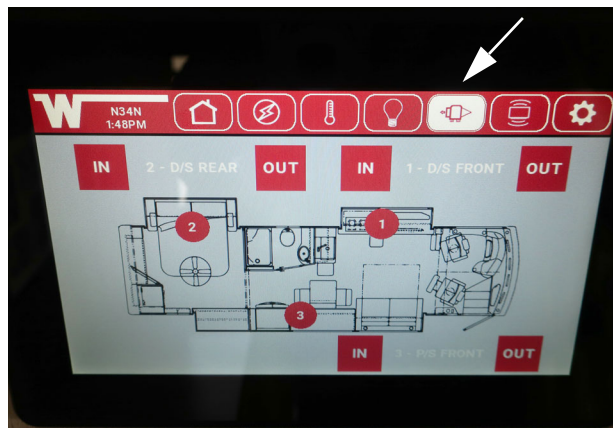 W
N34N
1:48PM
IN 2 - D/S REAR OUT IN 1 - D/S FRONT OUT
2
1
3
IN 3 - P/S FRONT OUT